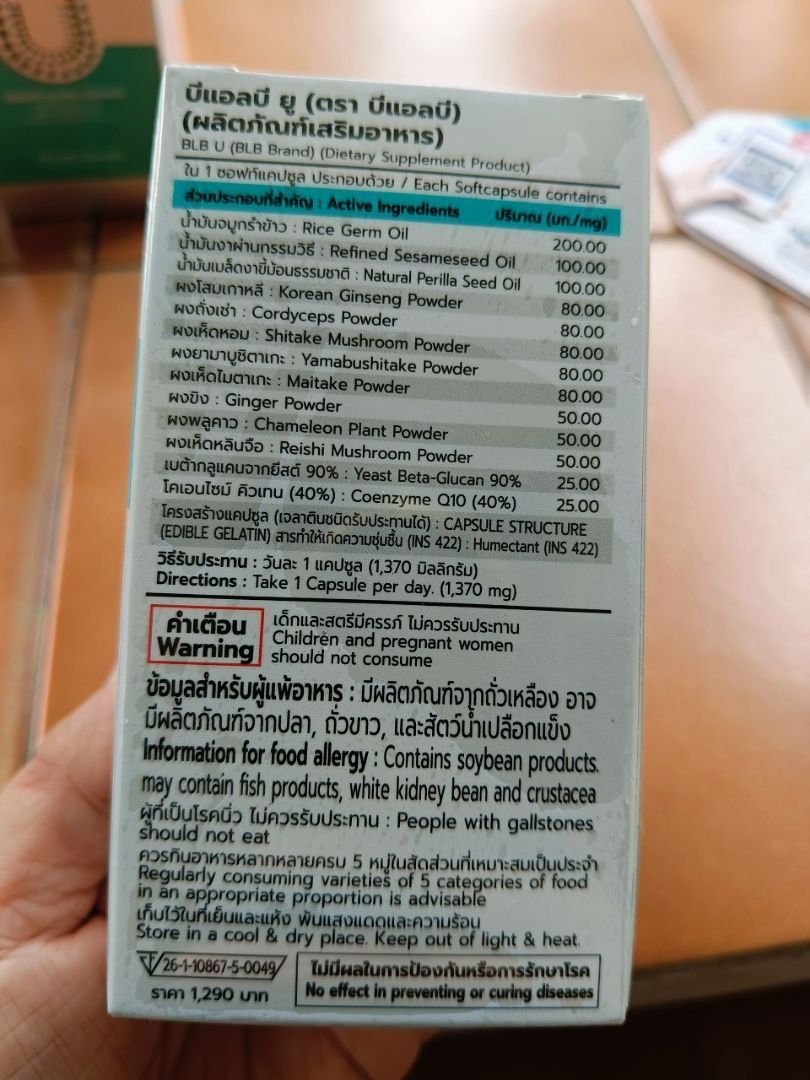 บีแอลบี ยู (ตรา บีแอลบี)
(ผลิตภัณฑ์เสริมอาหาร)
BLB U (BLB Brand) (Dietary Supplement Product)
ใน 1 ซอฟท์แคปซูล ประกอบด้วย / Each Softcapsule contains
ส่วนประกอบที่สำคัญ : Active Ingredients ปริมาณ (มก./mg)
น้ำมันจมูกรำข้าว : Rice Germ Oil 200.00
น้ำมันงาผ่านกรรมวิธี : Refined Sesameseed Oil 100.00
น้ำมันเมล็ดงาขี้ม้อนธรรมชาติ : Natural Perilla Seed Oil 100.00
ผงโสมเกาหลี : Korean Ginseng Powder 80.00
ผงถั่งเช่า : Cordyceps Powder 80.00
ผงเห็ดหอม : Shitake Mushroom Powder 80.00
ผงยามาบูชิตาเกะ : Yamabushitake Powder 80.00
ผงเห็ดไมตาเกะ : Maitake Powder 80.00
ผงขิง : Ginger Powder 50.00
ผงพลูคาว : Chameleon Plant Powder 50.00
ผงเห็ดหลินจือ : Reishi Mushroom Powder 50.00
เบต้ากลูแคนจากยีสต์ 90% : Yeast Beta-Glucan 90% 25.00
โคเอนไซม์ คิวเทน (40%) : Coenzyme Q10 (40%) 25.00
โครงสร้างแคปซูล (เจลาตินชนิดรับประทานได้) : CAPSULE STRUCTURE
(EDIBLE GELATIN) สารทำให้เกิดความชุ่มชื้น (INS 422) : Humectant (INS 422)
วิธีรับประทาน : วันละ 1 แคปซูล (1,370 มิลลิกรัม)
Directions : Take 1 Capsule per day. (1,370 mg)
คำเตือน
Warning
เด็กและสตรีมีครรภ์ ไม่ควรรับประทาน
Children and pregnant women
should not consume
ข้อมูลสำหรับผู้แพ้อาหาร : มีผลิตภัณฑ์จากถั่วเหลือง อาจ
มีผลิตภัณฑ์จากปลา, ถั่วขาว, และสัตว์น้ำเปลือกแข็ง
Information for food allergy : Contains soybean products.
may contain fish products, white kidney bean and crustacea
ผู้ที่เป็นโรคนิ่ว ไม่ควรรับประทาน : People with gallstones
should not eat
ควรกินอาหารหลากหลายครบ 5 หมู่ในสัดส่วนที่เหมาะสมเป็นประจำ
Regularly consuming varieties of 5 categories of food
in an appropriate proportion is advisable
เก็บไว้ในที่เย็นและแห้ง พ้นแสงแดดและความร้อน
Store in a cool & dry place. Keep out of light & heat.
26-1-10867-5-0049
ราคา 1,290 บาท
ไม่มีผลในการป้องกันหรือการรักษาโรค
No effect in preventing or curing diseases